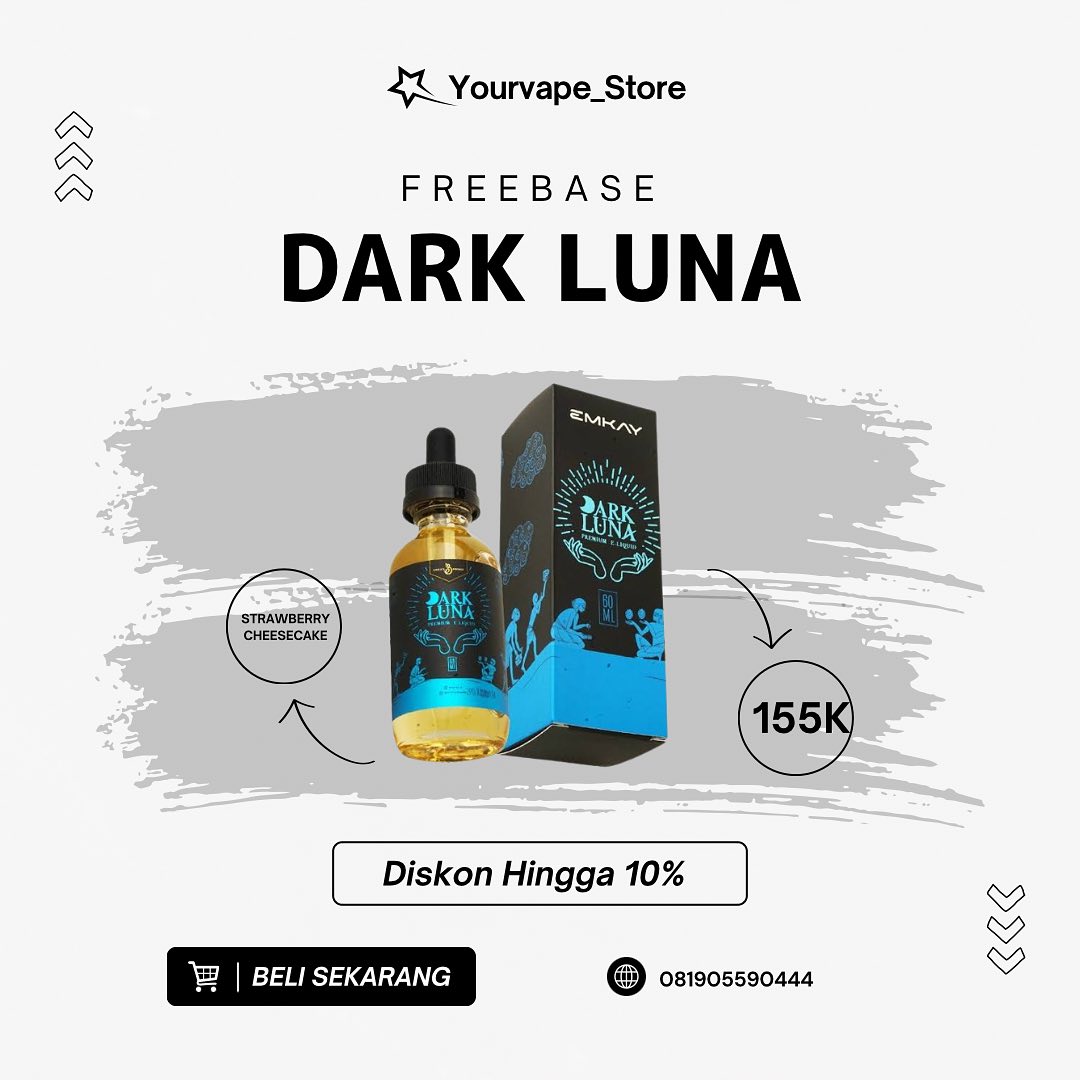 Yourvape_Store
FREEBASE
DARK LUNA
EMKAY
DARK
LUNA
PREMIUM E-LIQUID
60
ML
DARK
LUNA
PREMIUM E-LIQUID
STRAWBERRY
CHEESECAKE
155K
Diskon Hingga 10%
BELI SEKARANG
081905590444